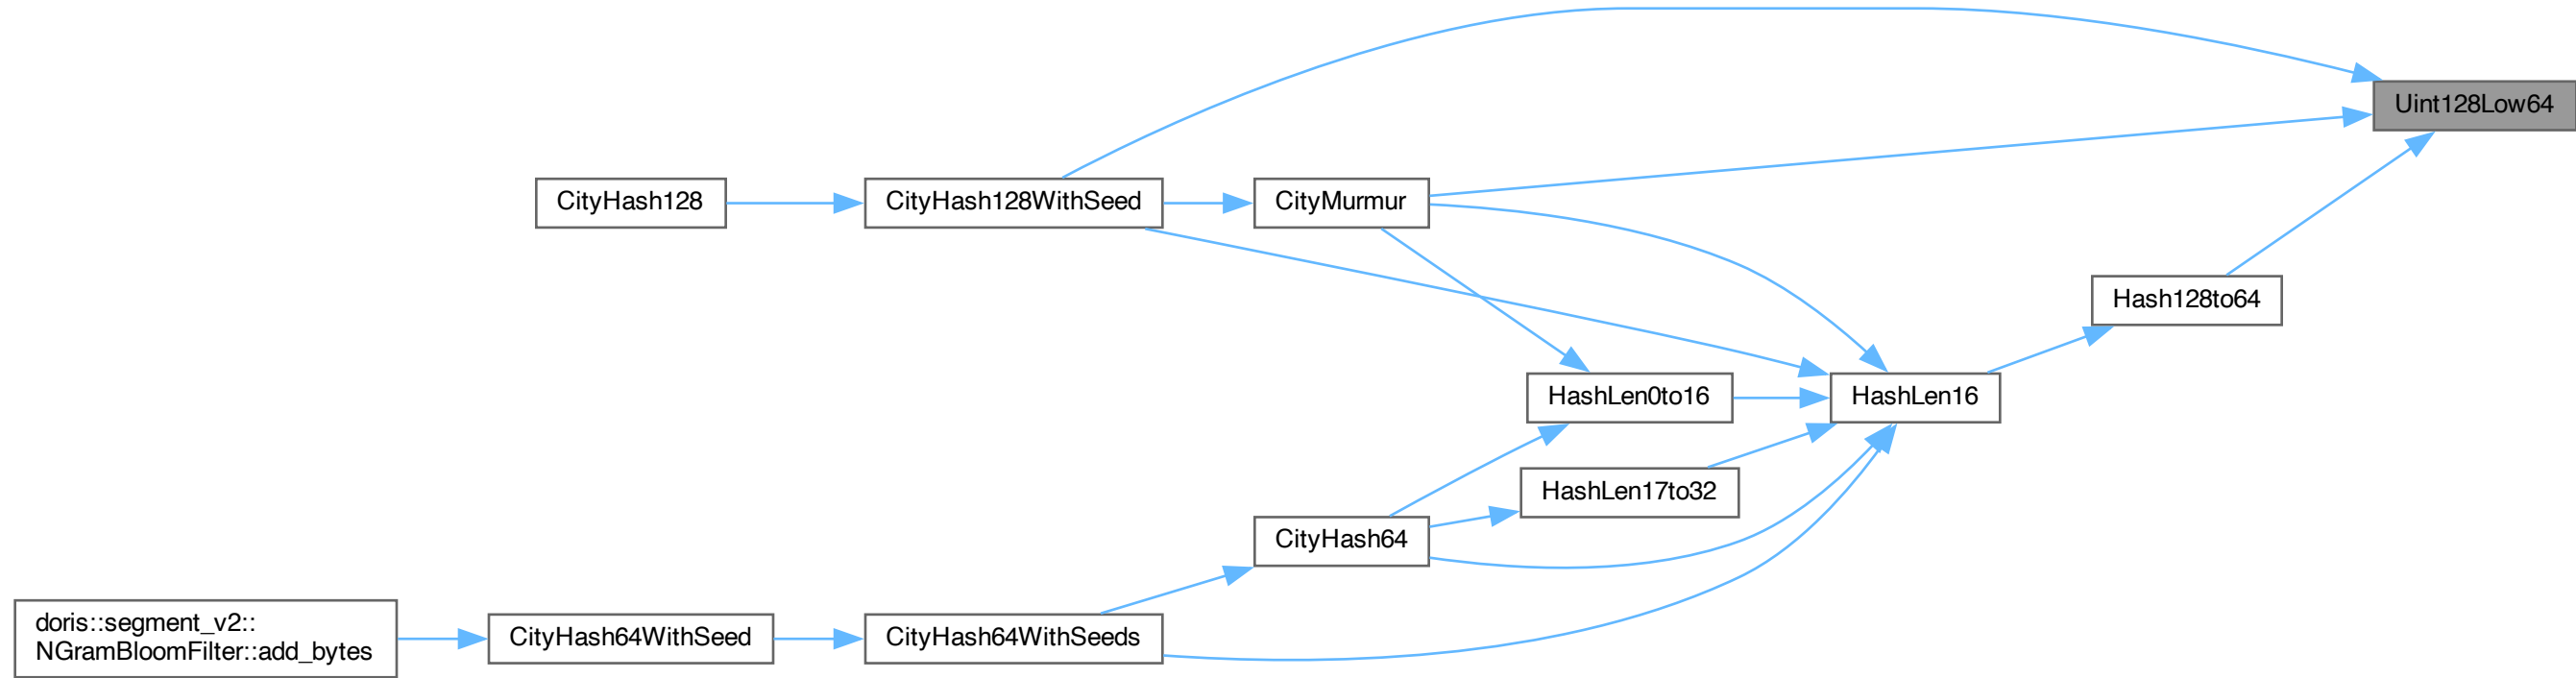 Uint128Low64
CityHash128
CityHash128WithSeed
CityMurmur
Hash128to64
HashLen0to16
HashLen16
HashLen17to32
CityHash64
doris::segment_v2::
NGramBloomFilter::add_bytes
CityHash64WithSeed
CityHash64WithSeeds